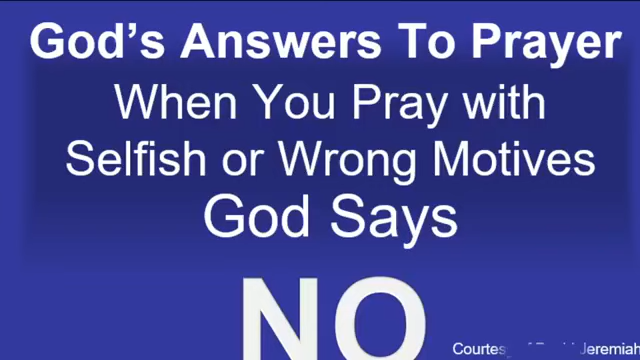 God's Answers To Prayer
When You Pray with
Selfish or Wrong Motives
God Says
NO
Jeremiah